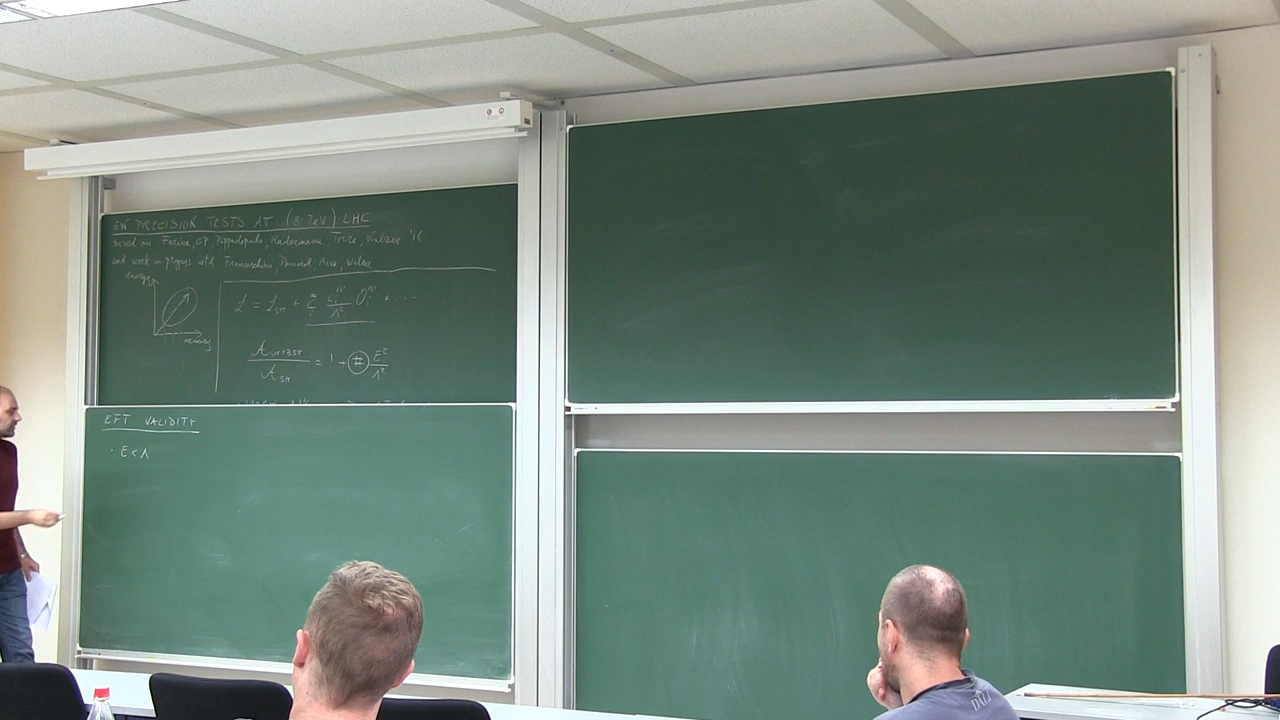 EW PRECISION TESTS AT (8 TeV) LHC
based on Farina, GP, Pappadopulo, Ruderman, Torre, Wulzer '16
and work in progress with Franceschini, Riva, Wulzer
energy
accuracy
L = L_SM + Σ_i c_i^(6)/Λ² O_i^(6) + ...
A_SM+BSM / A_SM = 1 + # E²/Λ²
EFT VALIDITY
· E < Λ